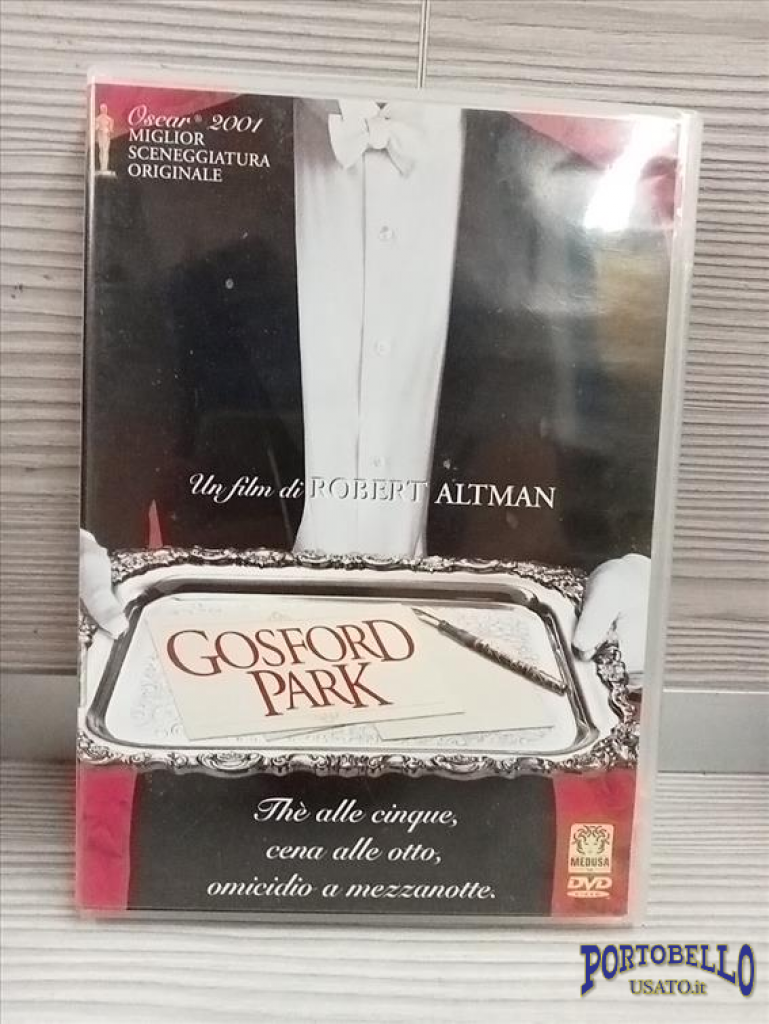 Oscar® 2001
MIGLIOR
SCENEGGIATURA
ORIGINALE
Un film di ROBERT ALTMAN
GOSFORD
PARK
Thè alle cinque,
cena alle otto,
omicidio a mezzanotte.
MEDUSA
DVD
VIDEO
PORTOBELLO
USATO.it